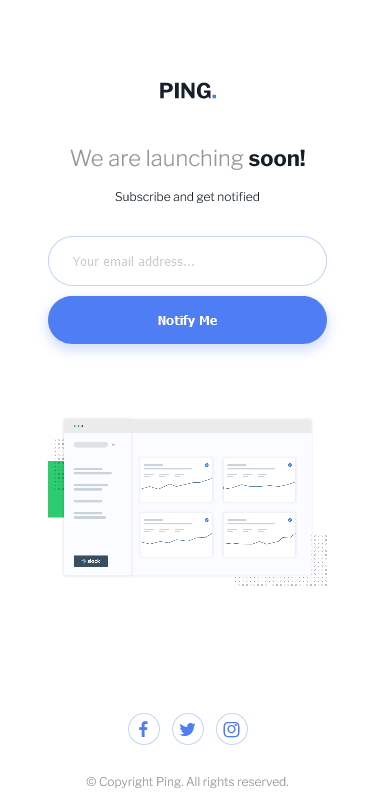 PING.
We are launching soon!
Subscribe and get notified
Your email address...
Notify Me
slack
© Copyright Ping. All rights reserved.